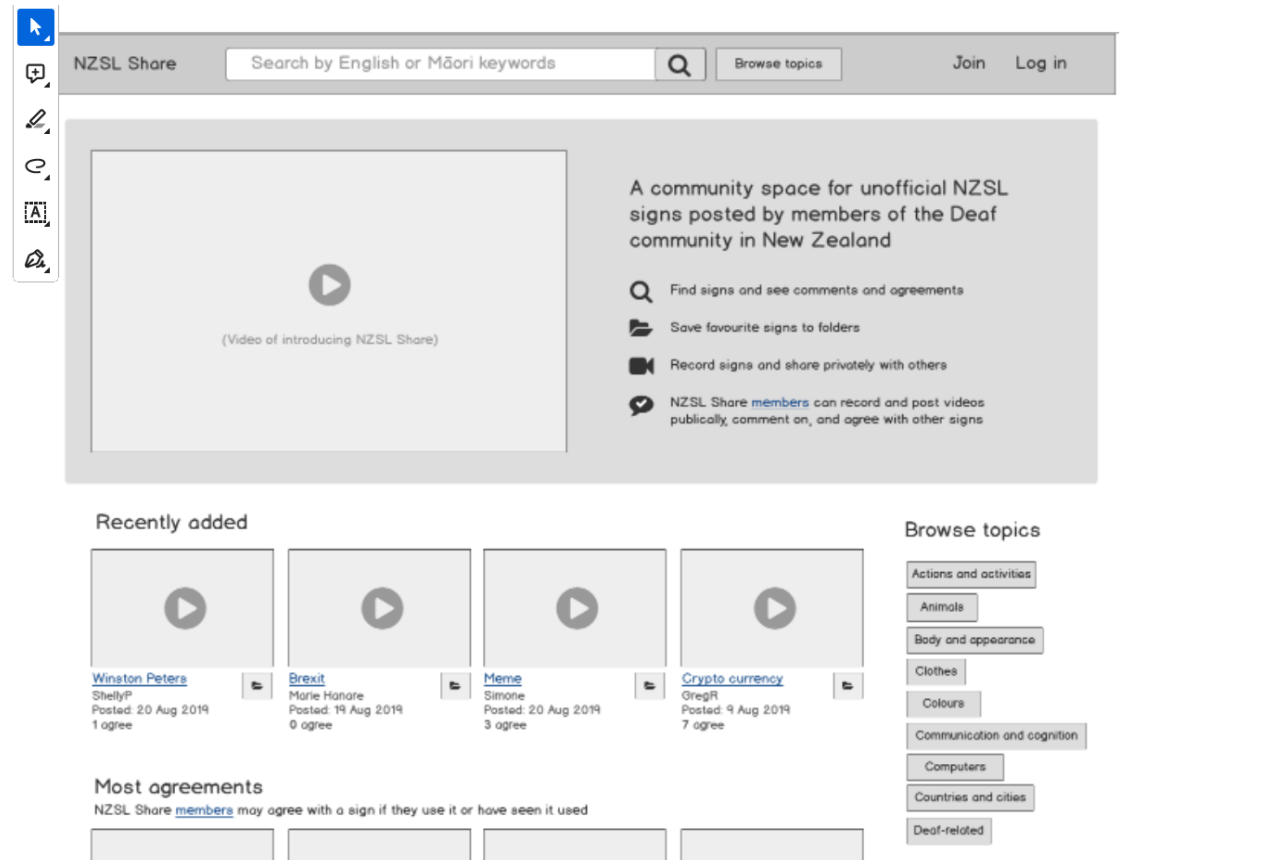 NZSL Share
Search by English or Māori keywords
Browse topics
Join
Log in
A community space for unofficial NZSL
signs posted by members of the Deaf
community in New Zealand
Find signs and see comments and agreements
Save favourite signs to folders
Record signs and share privately with others
NZSL Share members can record and post videos
publically, comment on, and agree with other signs
(Video of introducing NZSL Share)
Recently added
Winston Peters
ShellyP
Posted: 20 Aug 2019
1 agree
Brexit
Marie Hanare
Posted: 19 Aug 2019
0 agree
Meme
Simone
Posted: 20 Aug 2019
3 agree
Crypto currency
GregR
Posted: 9 Aug 2019
7 agree
Most agreements
NZSL Share members may agree with a sign if they use it or have seen it used
Browse topics
Actions and activities
Animals
Body and appearance
Clothes
Colours
Communication and cognition
Computers
Countries and cities
Deaf-related